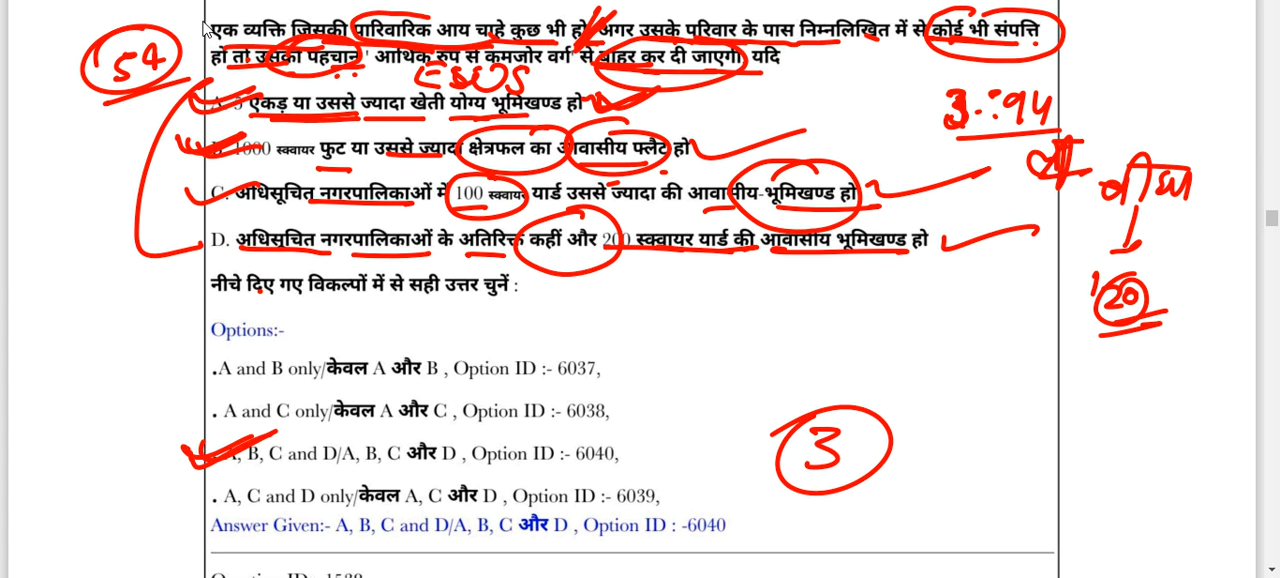 एक व्यक्ति जिसकी पारिवारिक आय चाहे कुछ भी हो अगर उसके परिवार के पास निम्नलिखित में से कोई भी संपत्ति
54
हो तो उसका पहचान ' आर्थिक रुप से कमजोर वर्ग' से बाहर कर दी जाएगी यदि
A. 5 एकड़ या उससे ज्यादा खेती योग्य भूमिखण्ड हो
B. 1000 स्क्वायर फुट या उससे ज्यादा क्षेत्रफल का आवासीय फ्लैट हो
C. अधिसूचित नगरपालिकाओं में 100 स्क्वायर यार्ड उससे ज्यादा की आवासीय-भूमिखण्ड हो
D. अधिसूचित नगरपालिकाओं के अतिरिक्त कहीं और 200 स्क्वायर यार्ड की आवासीय भूमिखण्ड हो
20
नीचे दिए गए विकल्पों में से सही उत्तर चुनें :
Options:-
.A and B only/केवल A और B , Option ID :- 6037,
. A and C only/केवल A और C , Option ID :- 6038,
3
A, B, C and D/A, B, C और D , Option ID :- 6040,
. A, C and D only/केवल A, C और D , Option ID :- 6039,
Answer Given:- A, B, C and D/A, B, C और D , Option ID : -6040